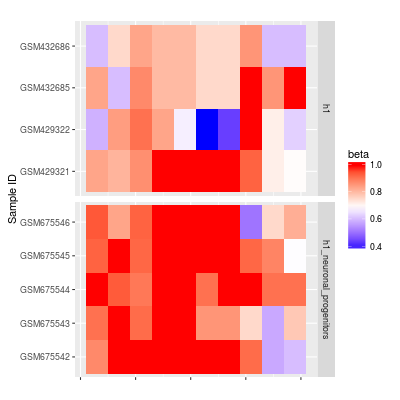 GSM432686
GSM432685
GSM429322
GSM429321
h1
GSM675546
GSM675545
GSM675544
GSM675543
GSM675542
h1_neuronal_progenitors
Sample ID
beta
1.0
0.8
0.6
0.4